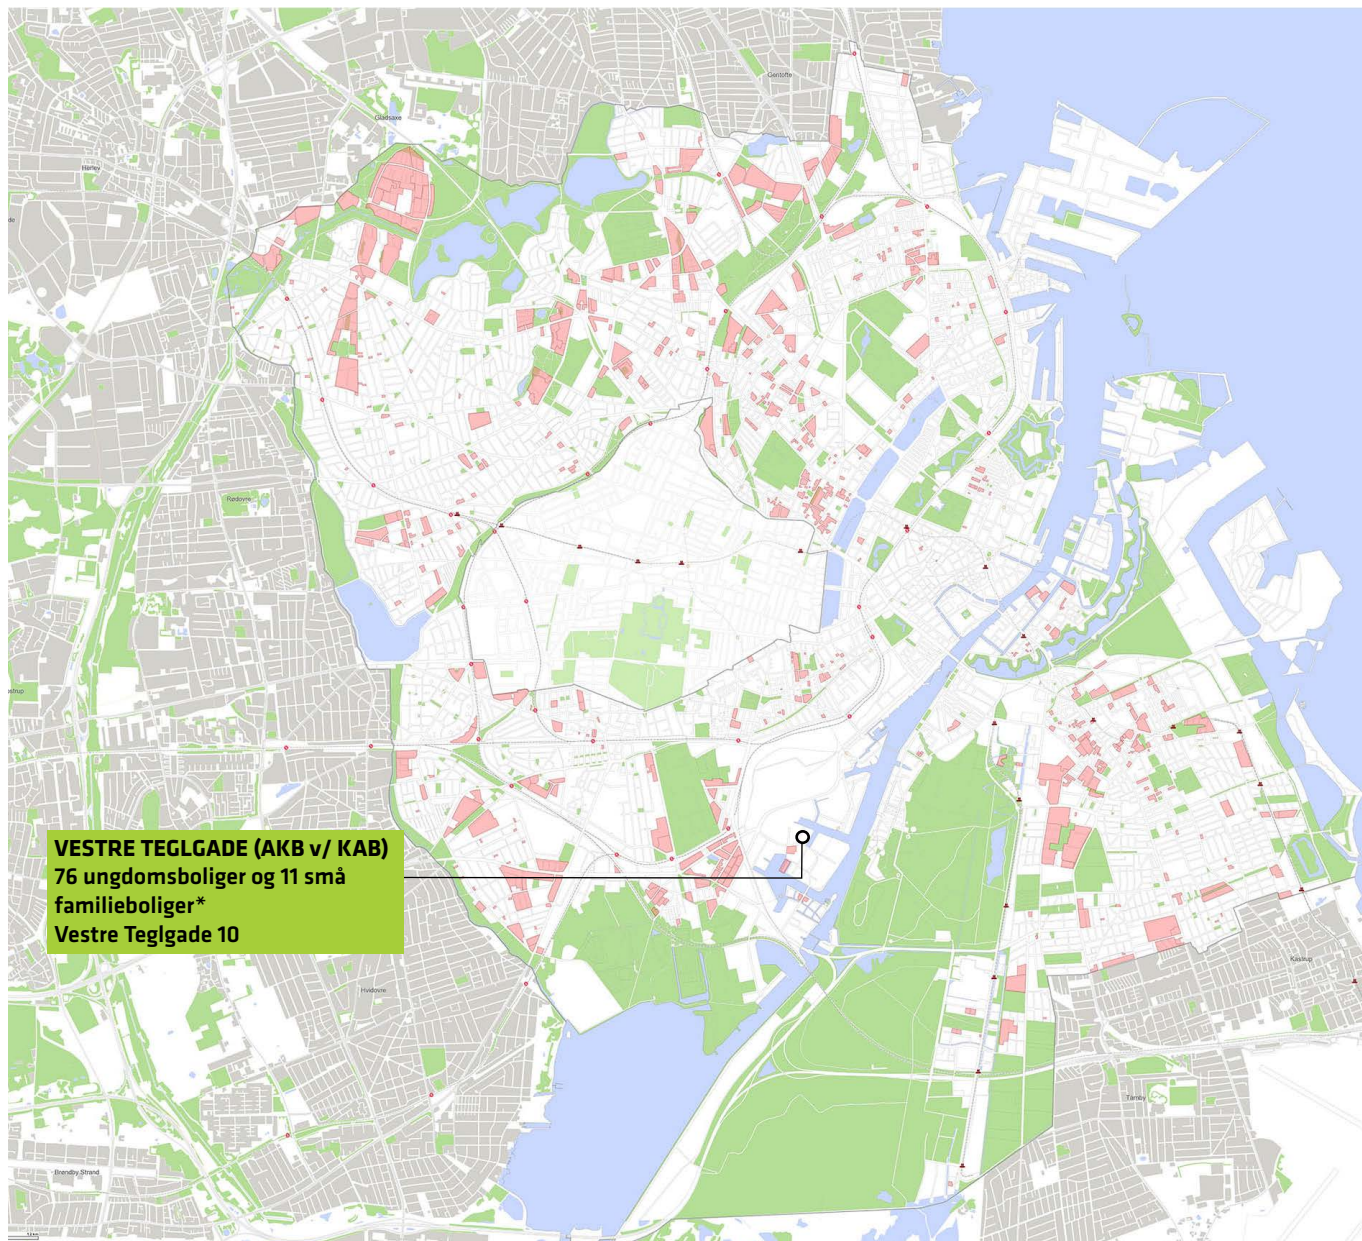 Gentofte
Gladsaxe
Herlev
Rødovre
VESTRE TEGLGADE (AKB v/ KAB)
76 ungdomsboliger og 11 små
familieboliger*
Vestre Teglgade 10
Kastrup
Hvidovre
Tårnby
Brøndby Strand